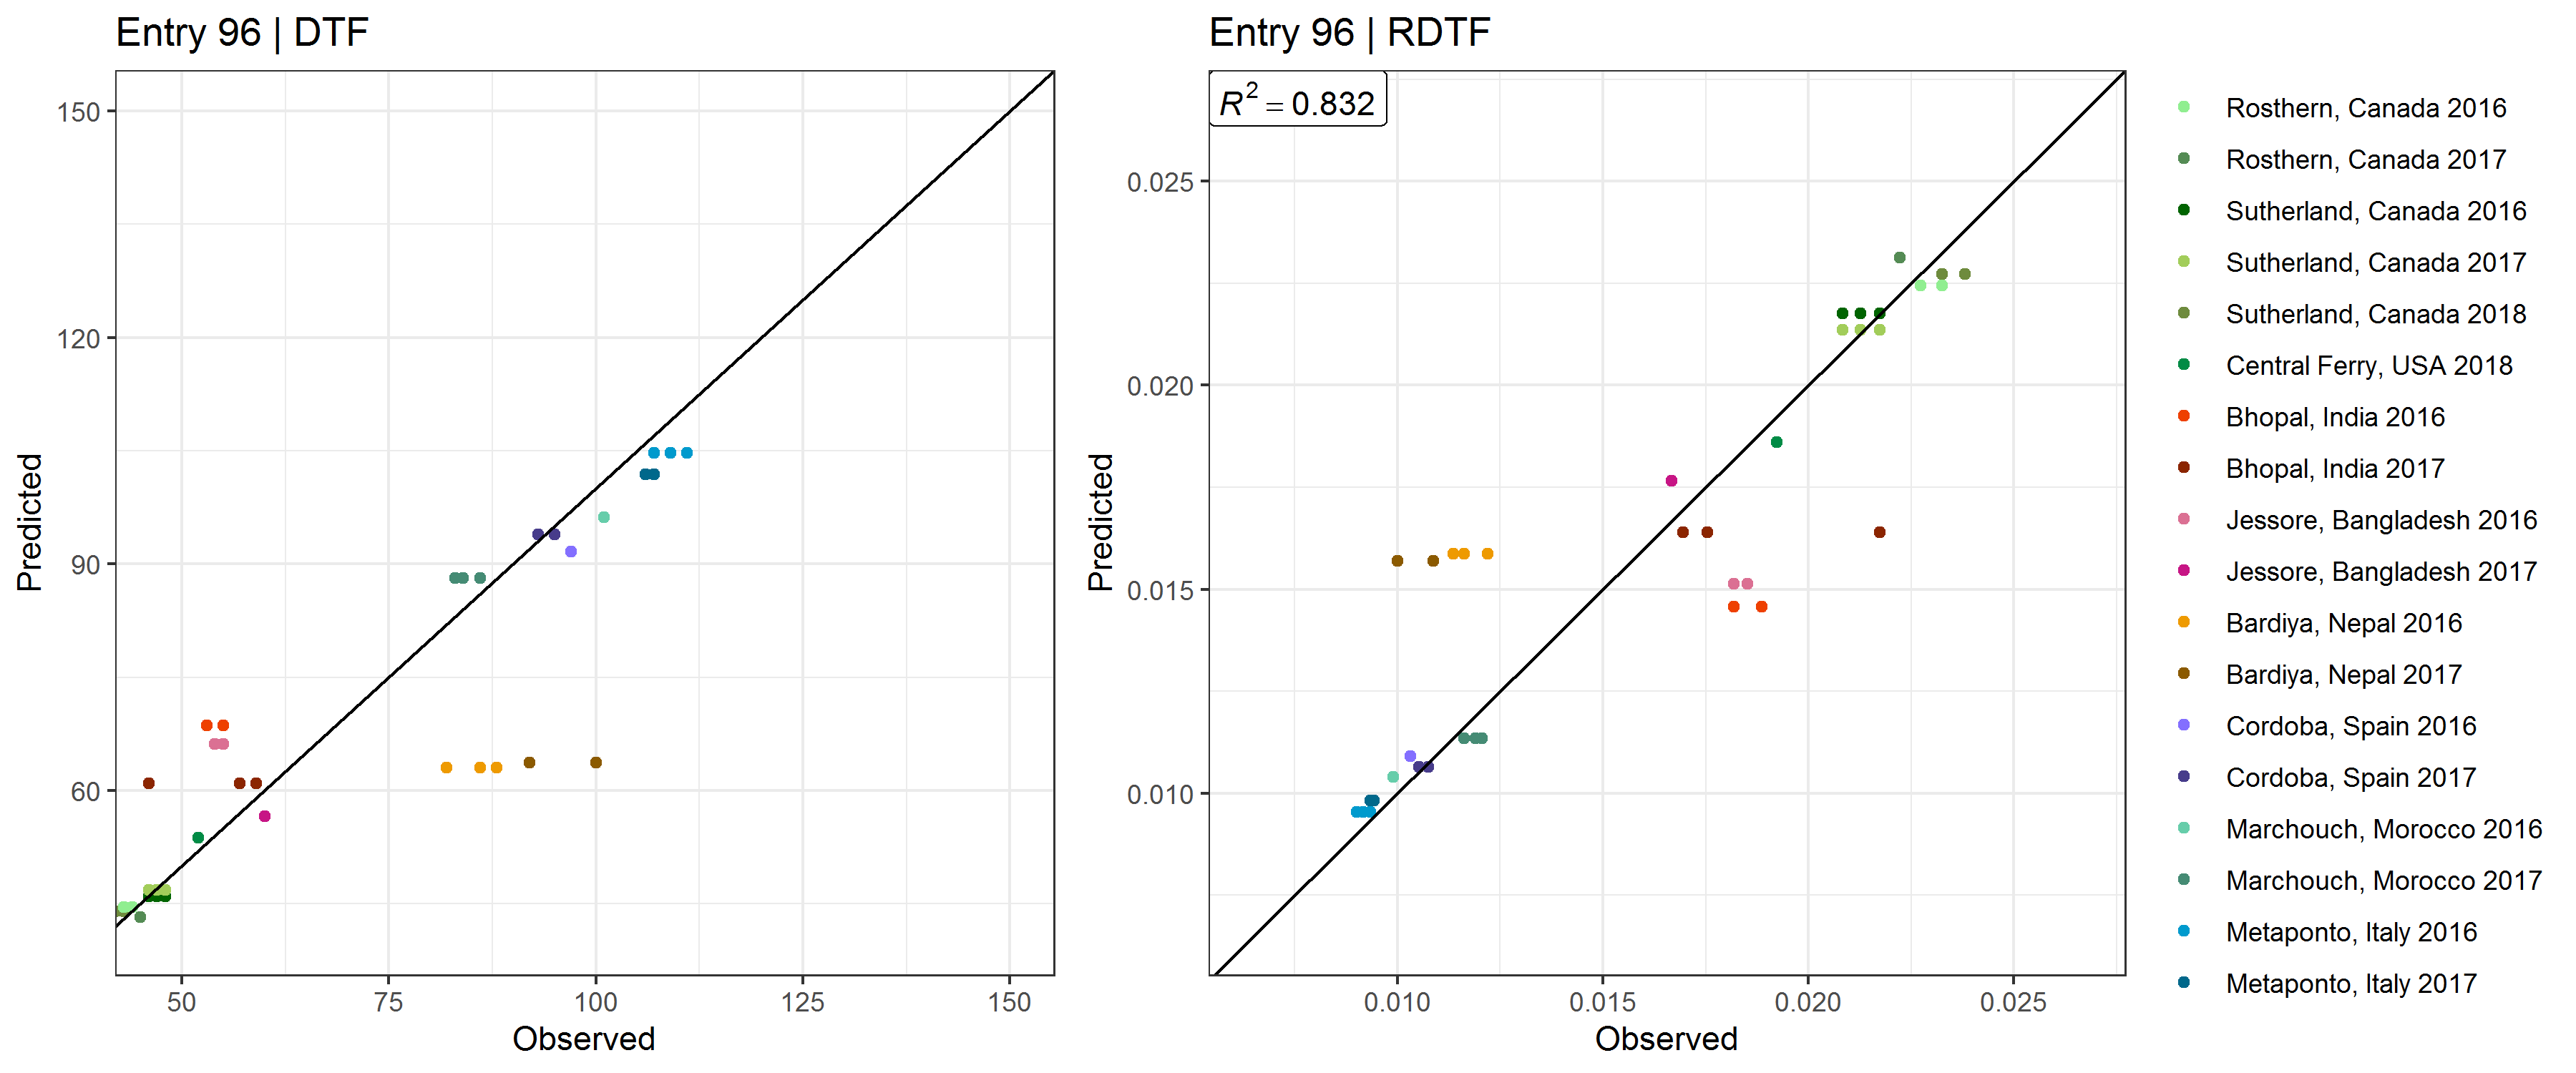 Entry 96 | DTF
150
120
90
60
50
75
100
125
150
Observed
Predicted
Entry 96 | RDTF
R² = 0.832
0.025
0.020
0.015
0.010
0.010
0.015
0.020
0.025
Observed
Predicted
Rosthern, Canada 2016
Rosthern, Canada 2017
Sutherland, Canada 2016
Sutherland, Canada 2017
Sutherland, Canada 2018
Central Ferry, USA 2018
Bhopal, India 2016
Bhopal, India 2017
Jessore, Bangladesh 2016
Jessore, Bangladesh 2017
Bardiya, Nepal 2016
Bardiya, Nepal 2017
Cordoba, Spain 2016
Cordoba, Spain 2017
Marchouch, Morocco 2016
Marchouch, Morocco 2017
Metaponto, Italy 2016
Metaponto, Italy 2017